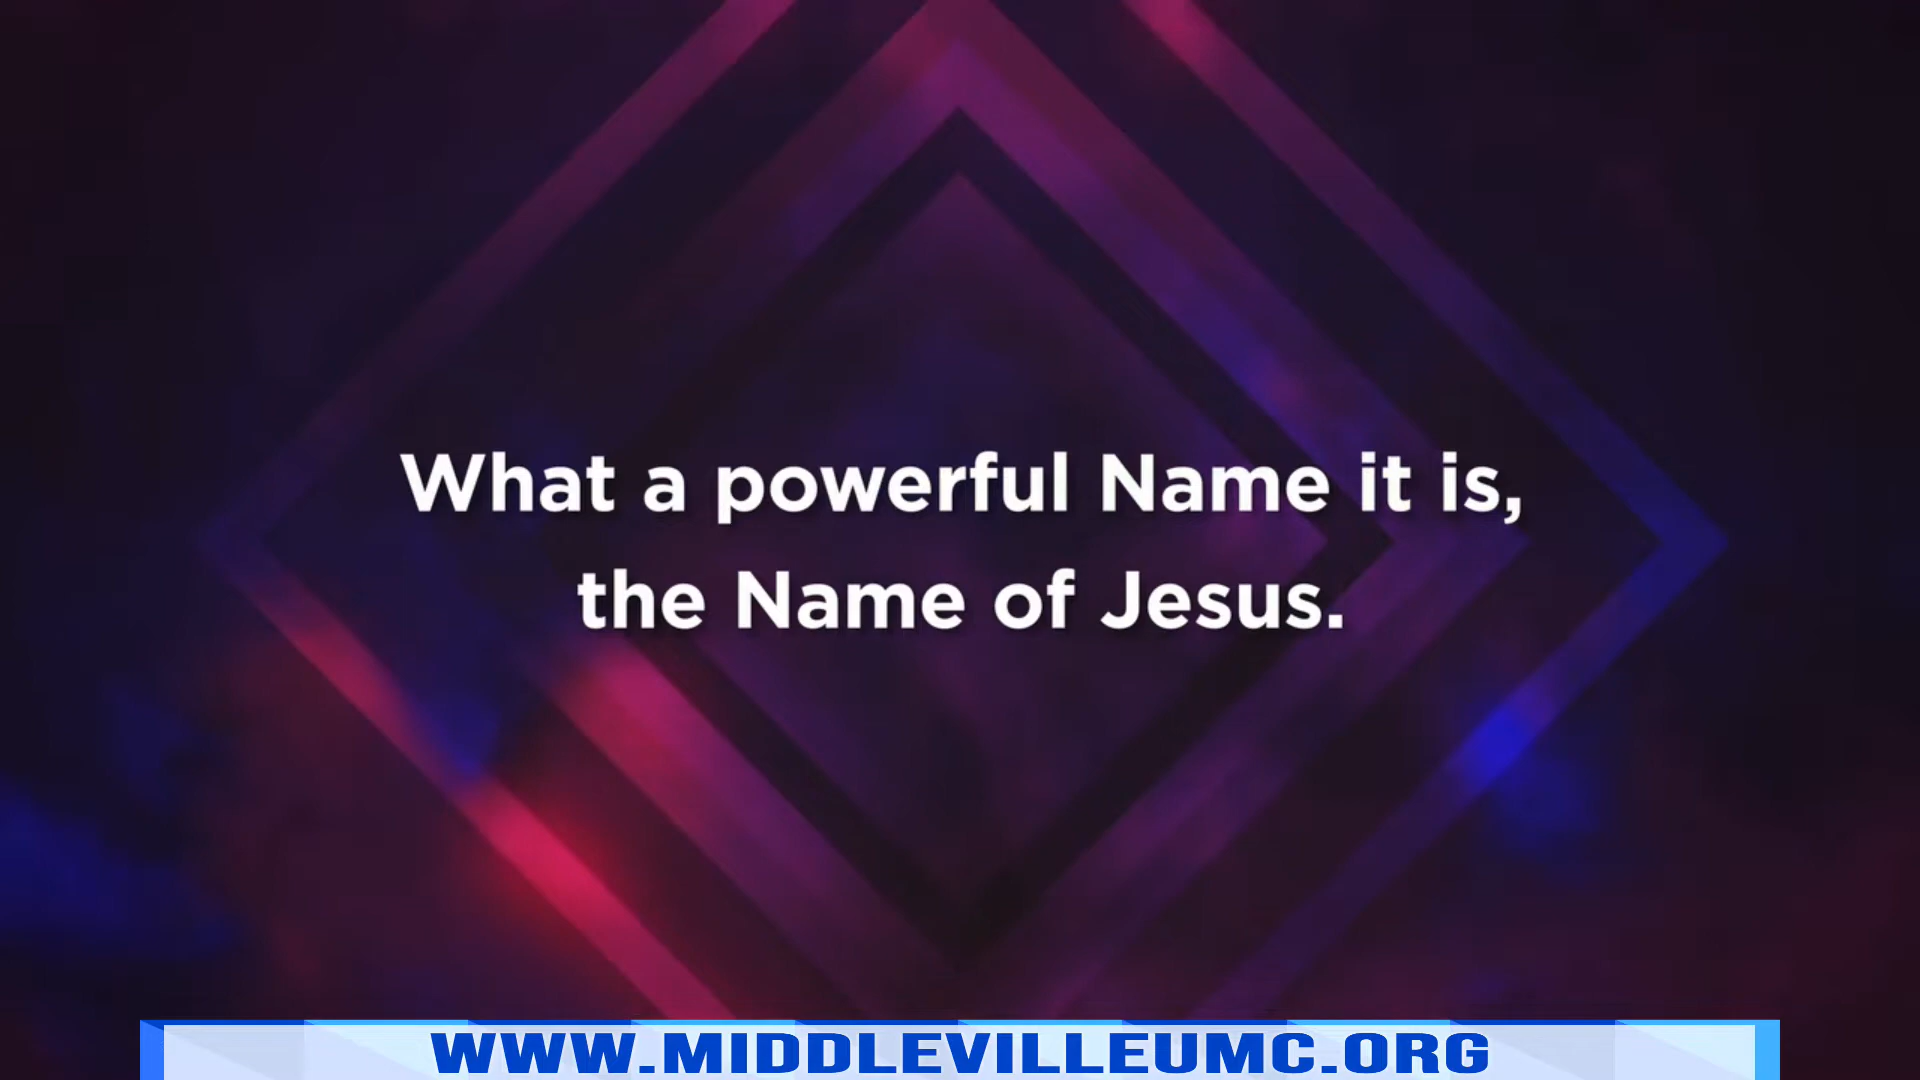 What a powerful Name it is,
the Name of Jesus.
WWW.MIDDLEVILLEUMC.ORG